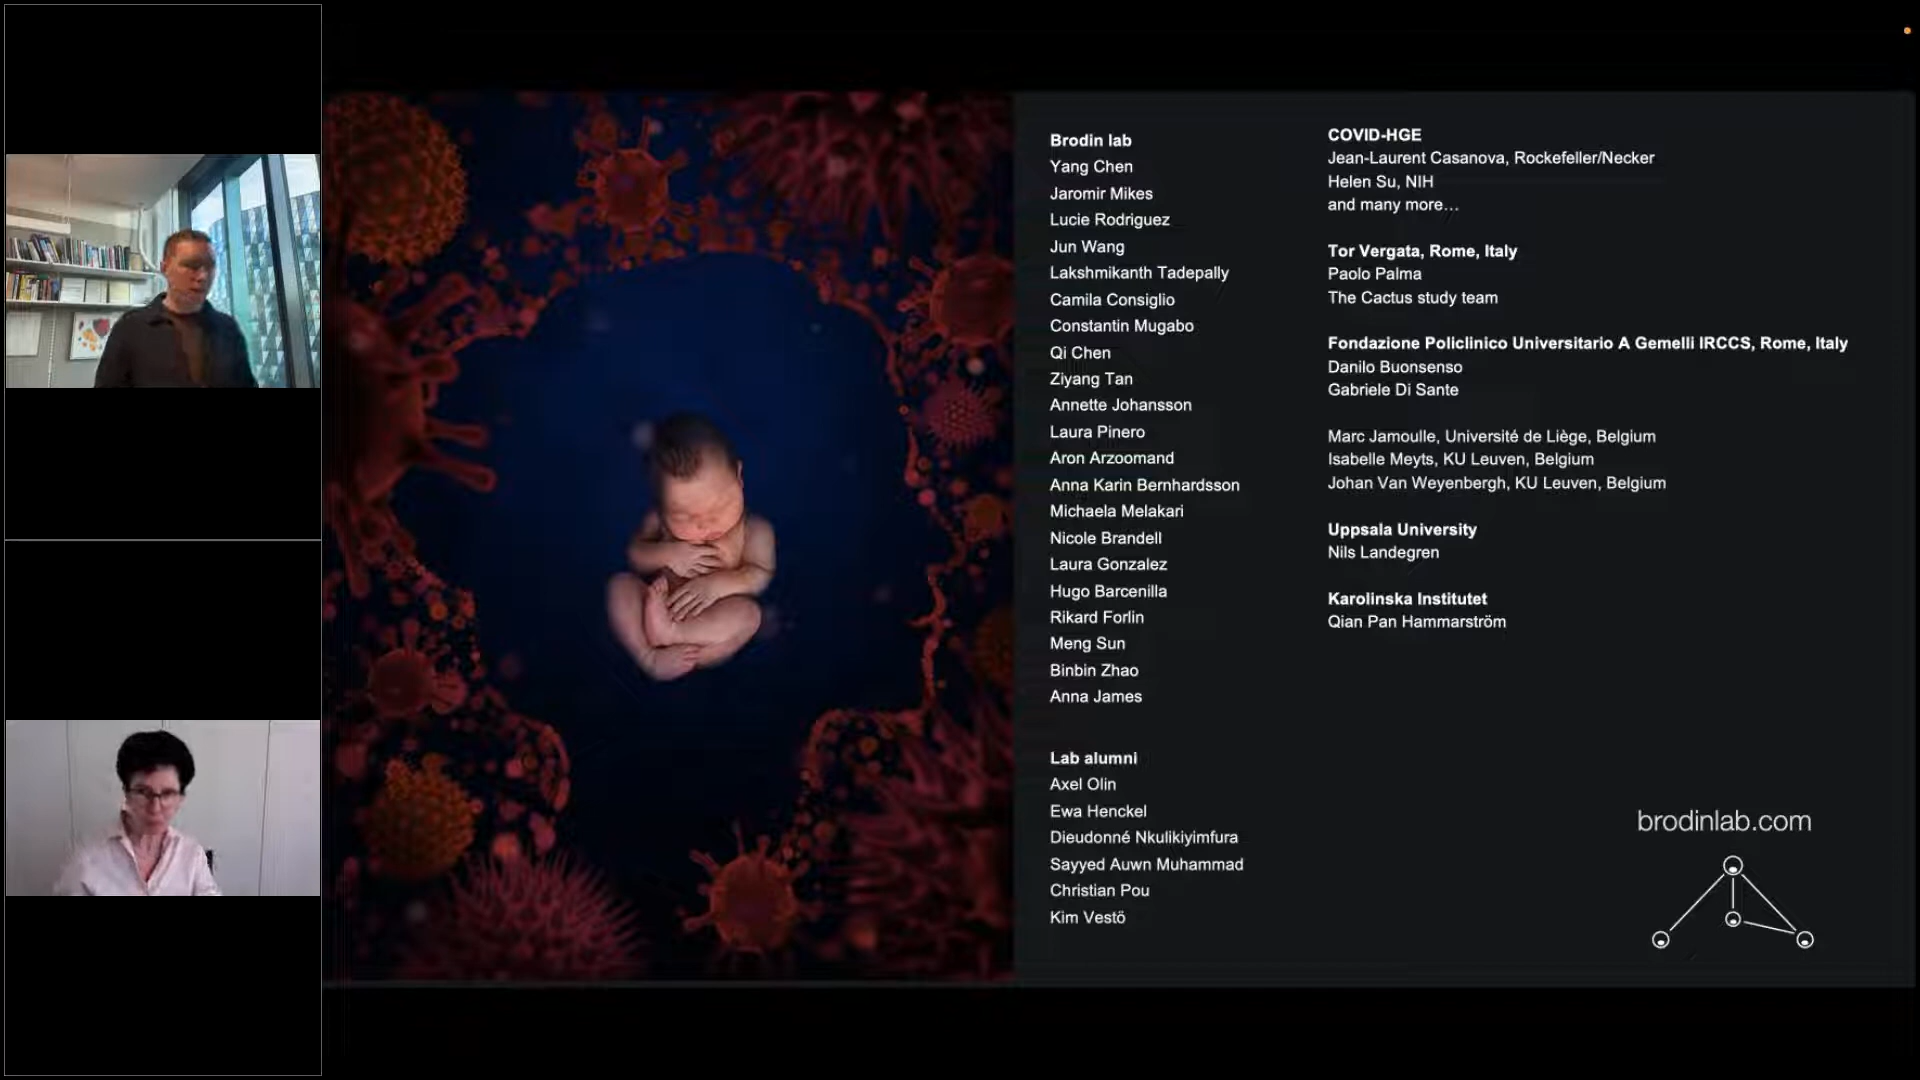 Brodin lab
Yang Chen
Jaromir Mikes
Lucie Rodriguez
Jun Wang
Lakshmikanth Tadepally
Camila Consiglio
Constantin Mugabo
Qi Chen
Ziyang Tan
Annette Johansson
Laura Pinero
Aron Arzoomand
Anna Karin Bernhardsson
Michaela Melakari
Nicole Brandell
Laura Gonzalez
Hugo Barcenilla
Rikard Forlin
Meng Sun
Binbin Zhao
Anna James
Lab alumni
Axel Olin
Ewa Henckel
Dieudonné Nkulikiyimfura
Sayyed Auwn Muhammad
Christian Pou
Kim Vestö
COVID-HGE
Jean-Laurent Casanova, Rockefeller/Necker
Helen Su, NIH
and many more…
Tor Vergata, Rome, Italy
Paolo Palma
The Cactus study team
Fondazione Policlinico Universitario A Gemelli IRCCS, Rome, Italy
Danilo Buonsenso
Gabriele Di Sante
Marc Jamoulle, Université de Liège, Belgium
Isabelle Meyts, KU Leuven, Belgium
Johan Van Weyenbergh, KU Leuven, Belgium
Uppsala University
Nils Landegren
Karolinska Institutet
Qian Pan Hammarström
brodinlab.com